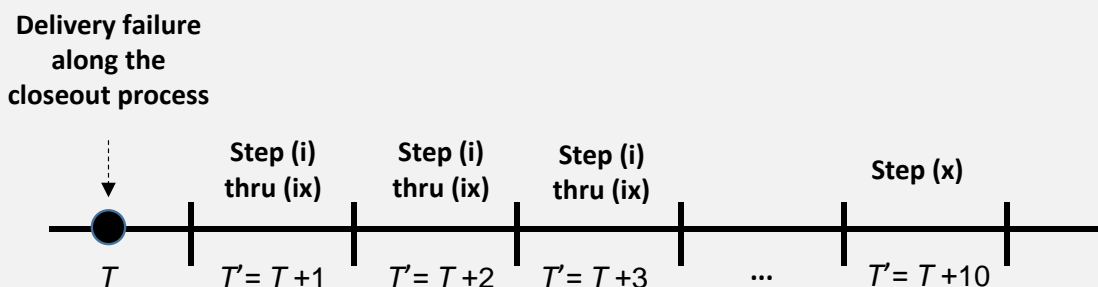 Delivery failure
along the
closeout process
Step (i)
thru (ix)
Step (i)
thru (ix)
Step (i)
thru (ix)
Step (x)
T
T'= T +1
T'= T +2
T'= T +3
...
T'= T +10